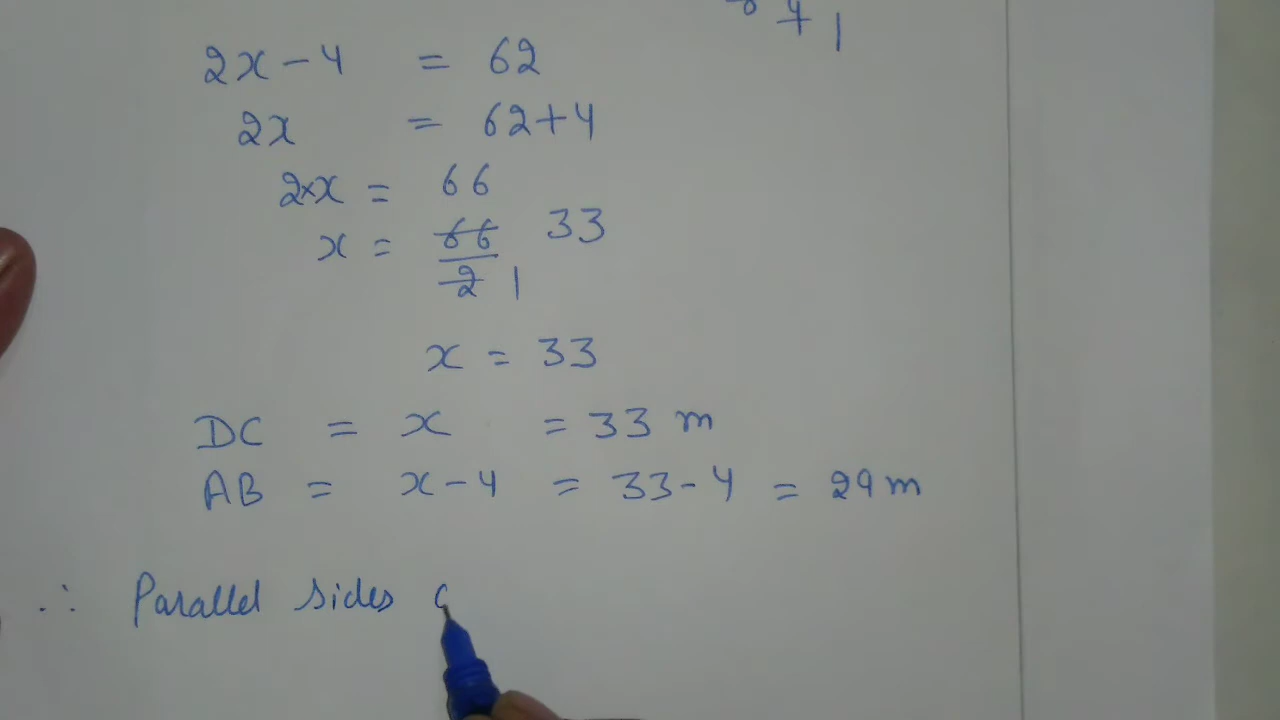 2x - 4 = 62
2x = 62 + 4
2×x = 66
x = 66/2 33 1
x = 33
DC = x = 33 m
AB = x - 4 = 33 - 4 = 29 m
∴ Parallel sides